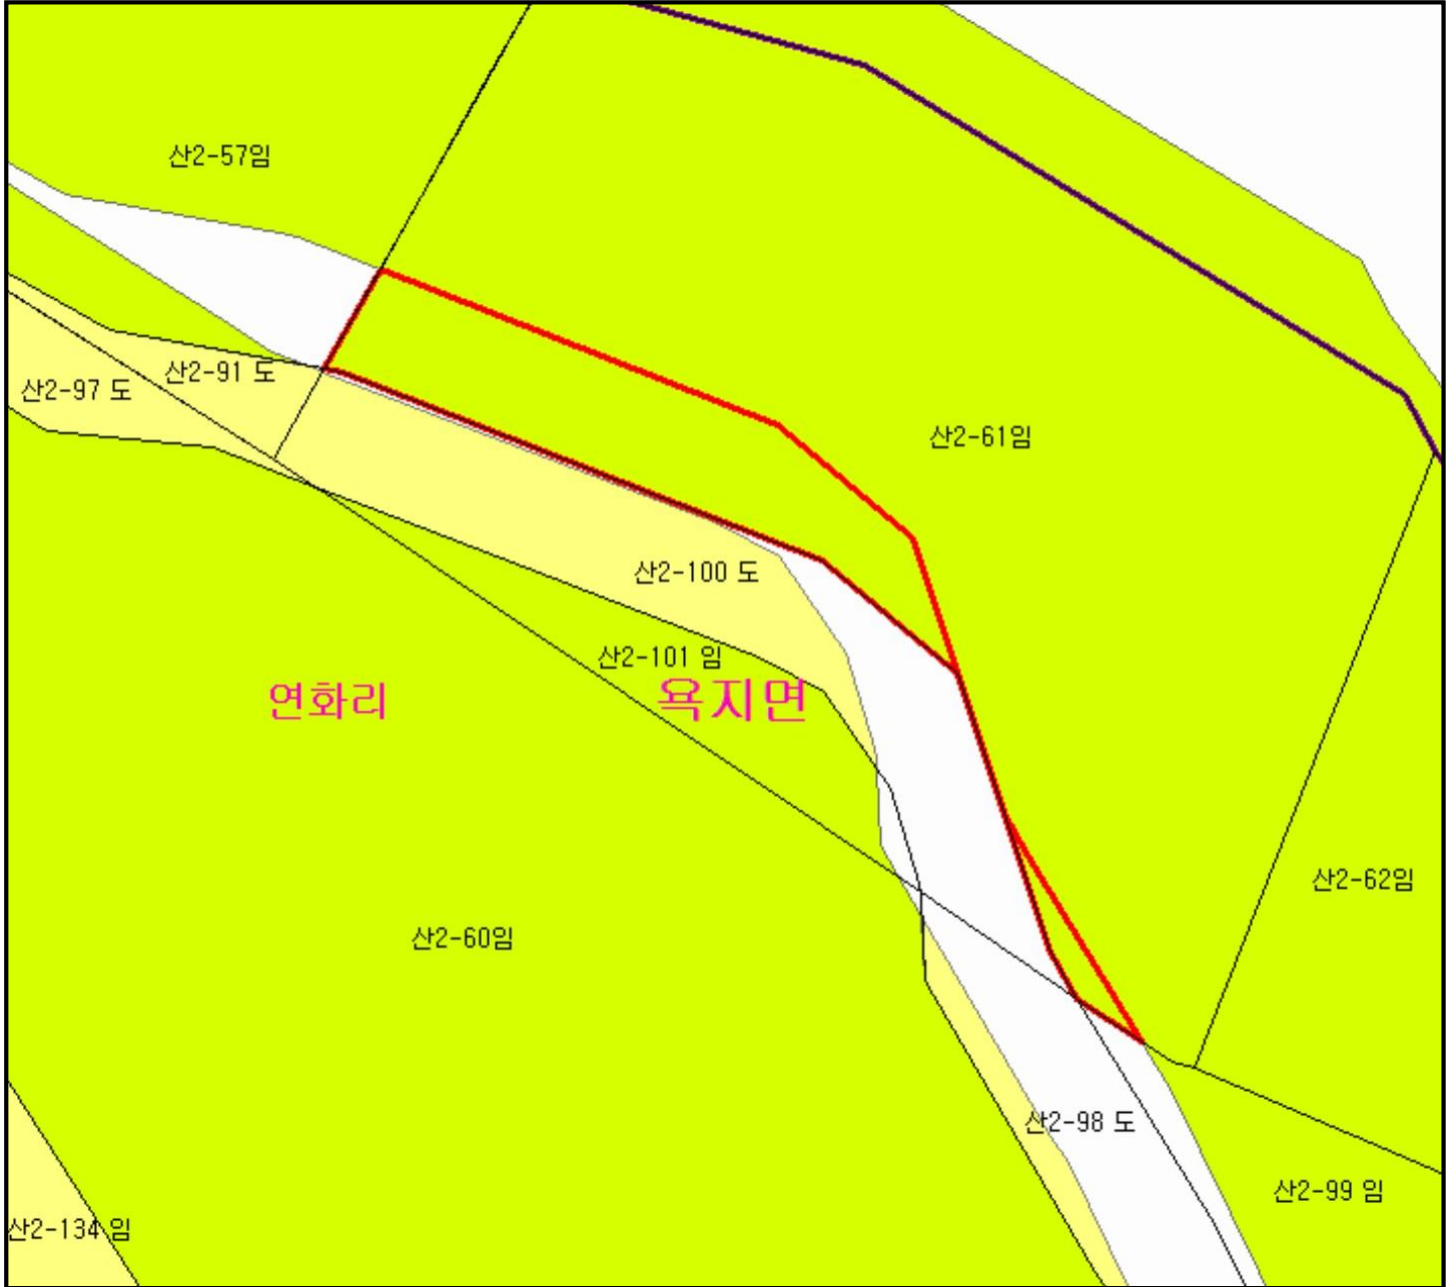 산2-57임
산2-91 도
산2-97 도
산2-61임
산2-100 도
산2-101 임
연화리
욕지면
산2-62임
산2-60임
산2-98 도
산2-99 임
산2-134 임